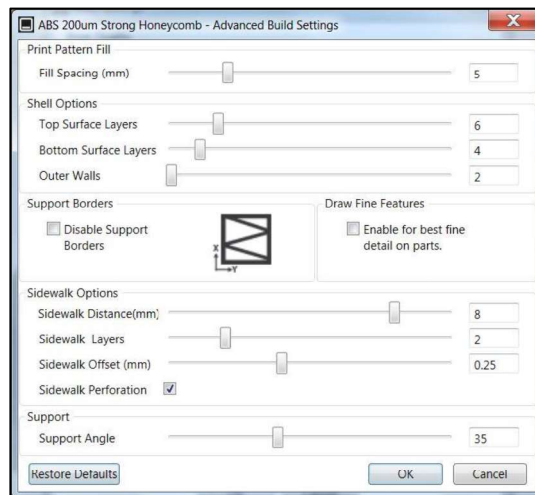 ABS 200um Strong Honeycomb - Advanced Build Settings
X
Print Pattern Fill
Fill Spacing (mm) 5
Shell Options
Top Surface Layers 6
Bottom Surface Layers 4
Outer Walls 2
Support Borders
Disable Support
Borders
X
Y
Draw Fine Features
Enable for best fine
detail on parts.
Sidewalk Options
Sidewalk Distance(mm) 8
Sidewalk Layers 2
Sidewalk Offset (mm) 0.25
Sidewalk Perforation
Support
Support Angle 35
Restore Defaults OK Cancel